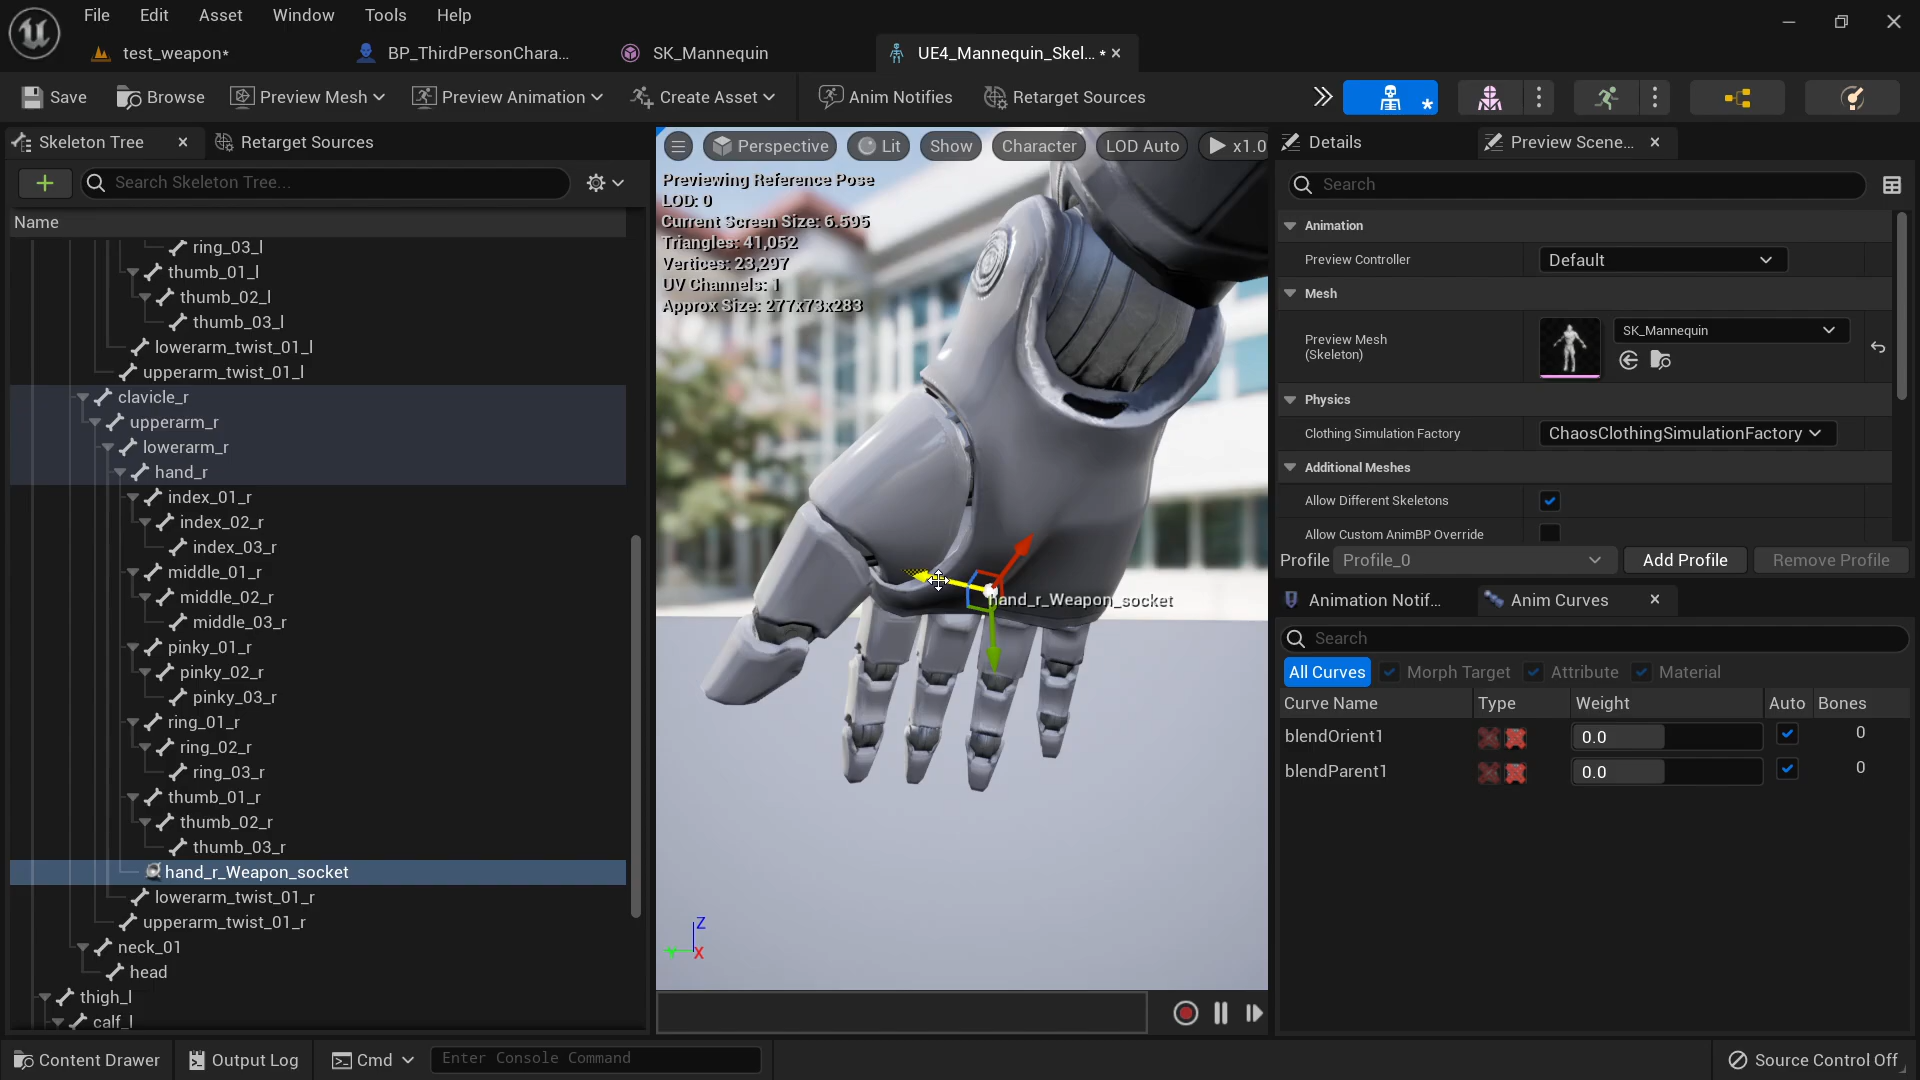 File Edit Asset Window Tools Help
test_weapon* BP_ThirdPersonChara... SK_Mannequin UE4_Mannequin_Skel... *
Save Browse Preview Mesh Preview Animation Create Asset Anim Notifies Retarget Sources
Skeleton Tree Retarget Sources
Search Skeleton Tree...
Name
ring_03_l
thumb_01_l
thumb_02_l
thumb_03_l
lowerarm_twist_01_l
upperarm_twist_01_l
clavicle_r
upperarm_r
lowerarm_r
hand_r
index_01_r
index_02_r
index_03_r
middle_01_r
middle_02_r
middle_03_r
pinky_01_r
pinky_02_r
pinky_03_r
ring_01_r
ring_02_r
ring_03_r
thumb_01_r
thumb_02_r
thumb_03_r
hand_r_Weapon_socket
lowerarm_twist_01_r
upperarm_twist_01_r
neck_01
head
thigh_l
calf_l
Perspective Lit Show Character LOD Auto x1.0
Previewing Reference Pose
LOD: 0
Current Screen Size: 6.595
Triangles: 41,052
Vertices: 23,297
UV Channels: 1
Approx Size: 277x73x283
hand_r_Weapon_socket
Z
Y X
Details Preview Scene...
Search
Animation
Preview Controller Default
Mesh
Preview Mesh
(Skeleton)
SK_Mannequin
Physics
Clothing Simulation Factory ChaosClothingSimulationFactory
Additional Meshes
Allow Different Skeletons
Allow Custom AnimBP Override
Profile Profile_0 Add Profile Remove Profile
Animation Notif... Anim Curves
Search
All Curves Morph Target Attribute Material
Curve Name Type Weight Auto Bones
blendOrient1 0.0 0
blendParent1 0.0 0
Content Drawer Output Log Cmd Enter Console Command Source Control Off